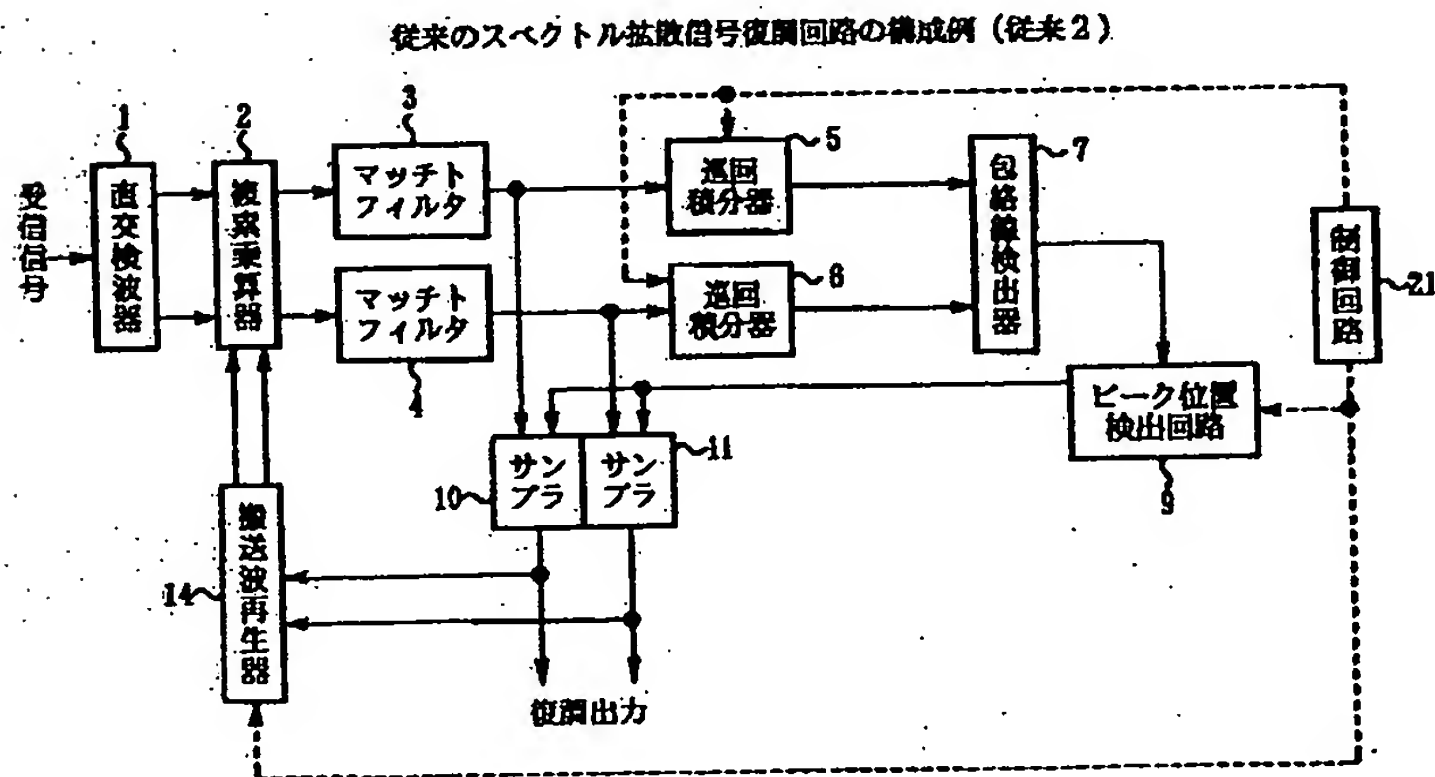 従来のスペクトル拡散信号復調回路の構成例（従来2）
受信信号
1
直交検波器
2
複素乗算器
3
マッチト
フィルタ
マッチト
フィルタ
4
5
巡回
積分器
6
巡回
積分器
7
包絡線検出器
制御回路
21
ピーク位置
検出回路
9
10
サン
プラ
サン
プラ
11
14
搬送波再生器
復調出力